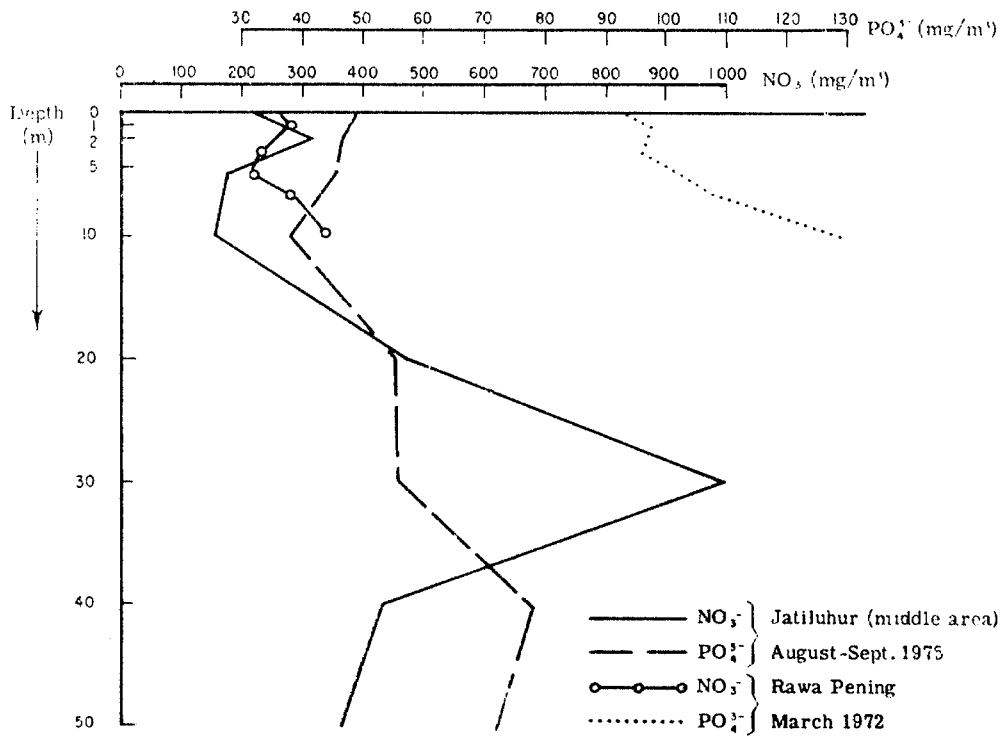 30 40 50 60 70 80 90 100 110 120 130 PO₄³⁻ (mg/m³)
0 100 200 300 400 500 600 700 800 900 1000 NO₃ (mg/m³)
Depth
(m)
0
1
2
5
10
20
30
40
50
NO₃⁻ } Jatiluhur (middle area)
PO₄³⁻ } August-Sept. 1975
NO₃⁻ } Rawa Pening
PO₄³⁻ } March 1972